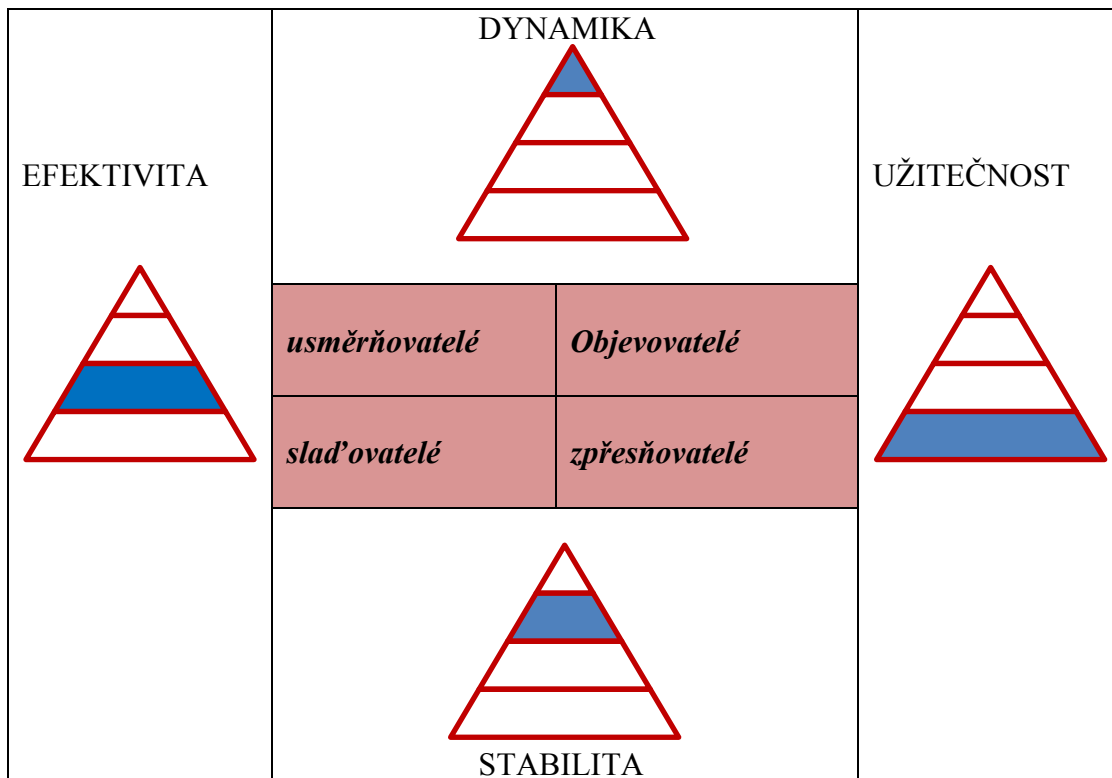 DYNAMIKA
EFEKTIVITA
UŽITEČNOST
usměrňovatelé
Objevovatelé
slaďovatelé
zpřesňovatelé
STABILITA